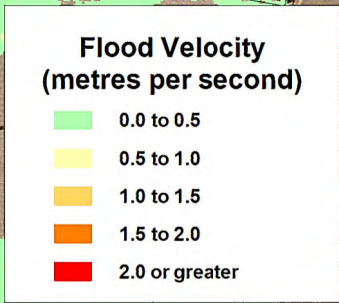 Flood Velocity
(metres per second)
0.0 to 0.5
0.5 to 1.0
1.0 to 1.5
1.5 to 2.0
2.0 or greater